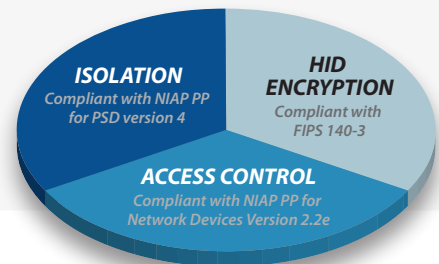 ISOLATION
Compliant with NIAP PP
for PSD version 4
HID
ENCRYPTION
Compliant with
FIPS 140-3
ACCESS CONTROL
Compliant with NIAP PP for
Network Devices Version 2.2e